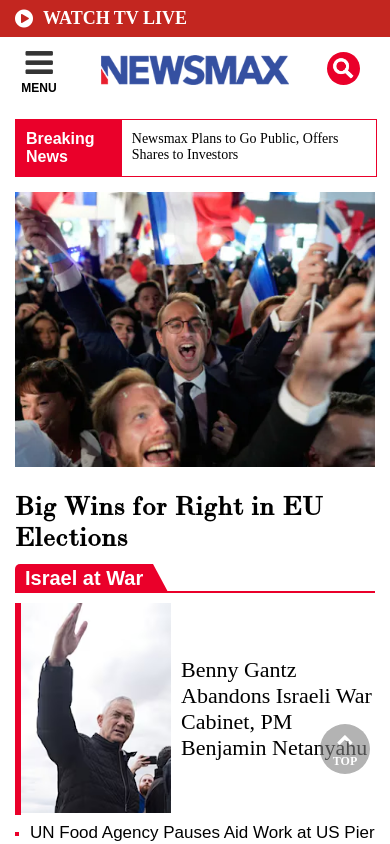 WATCH TV LIVE
MENU
NEWSMAX
Breaking
News
Newsmax Plans to Go Public, Offers
Shares to Investors
Big Wins for Right in EU
Elections
Israel at War
Benny Gantz
Abandons Israeli War
Cabinet, PM
Benjamin Netanyahu
TOP
UN Food Agency Pauses Aid Work at US Pier